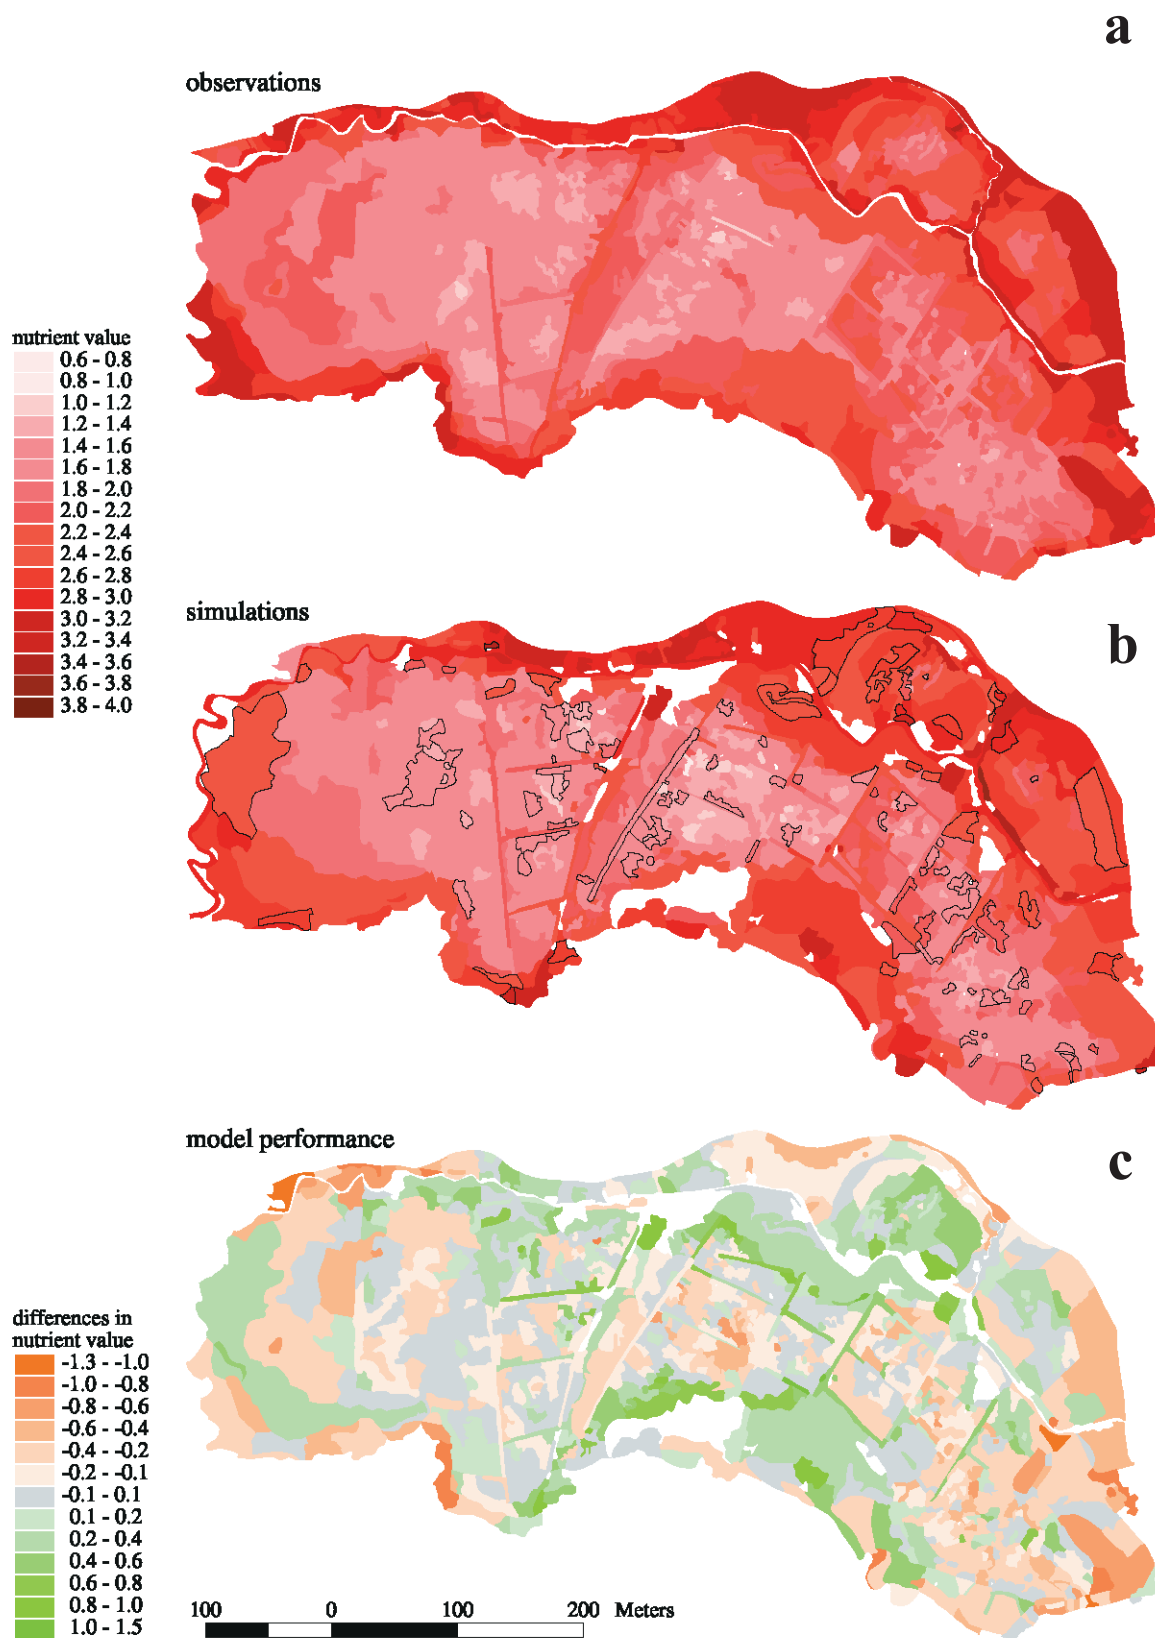 a
observations
nutrient value
0.6 - 0.8
0.8 - 1.0
1.0 - 1.2
1.2 - 1.4
1.4 - 1.6
1.6 - 1.8
1.8 - 2.0
2.0 - 2.2
2.2 - 2.4
2.4 - 2.6
2.6 - 2.8
2.8 - 3.0
3.0 - 3.2
3.2 - 3.4
3.4 - 3.6
3.6 - 3.8
3.8 - 4.0
simulations
b
model performance
c
differences in
nutrient value
-1.3 - -1.0
-1.0 - -0.8
-0.8 - -0.6
-0.6 - -0.4
-0.4 - -0.2
-0.2 - -0.1
-0.1 - 0.1
0.1 - 0.2
0.2 - 0.4
0.4 - 0.6
0.6 - 0.8
0.8 - 1.0
1.0 - 1.5
100 0 100 200 Meters